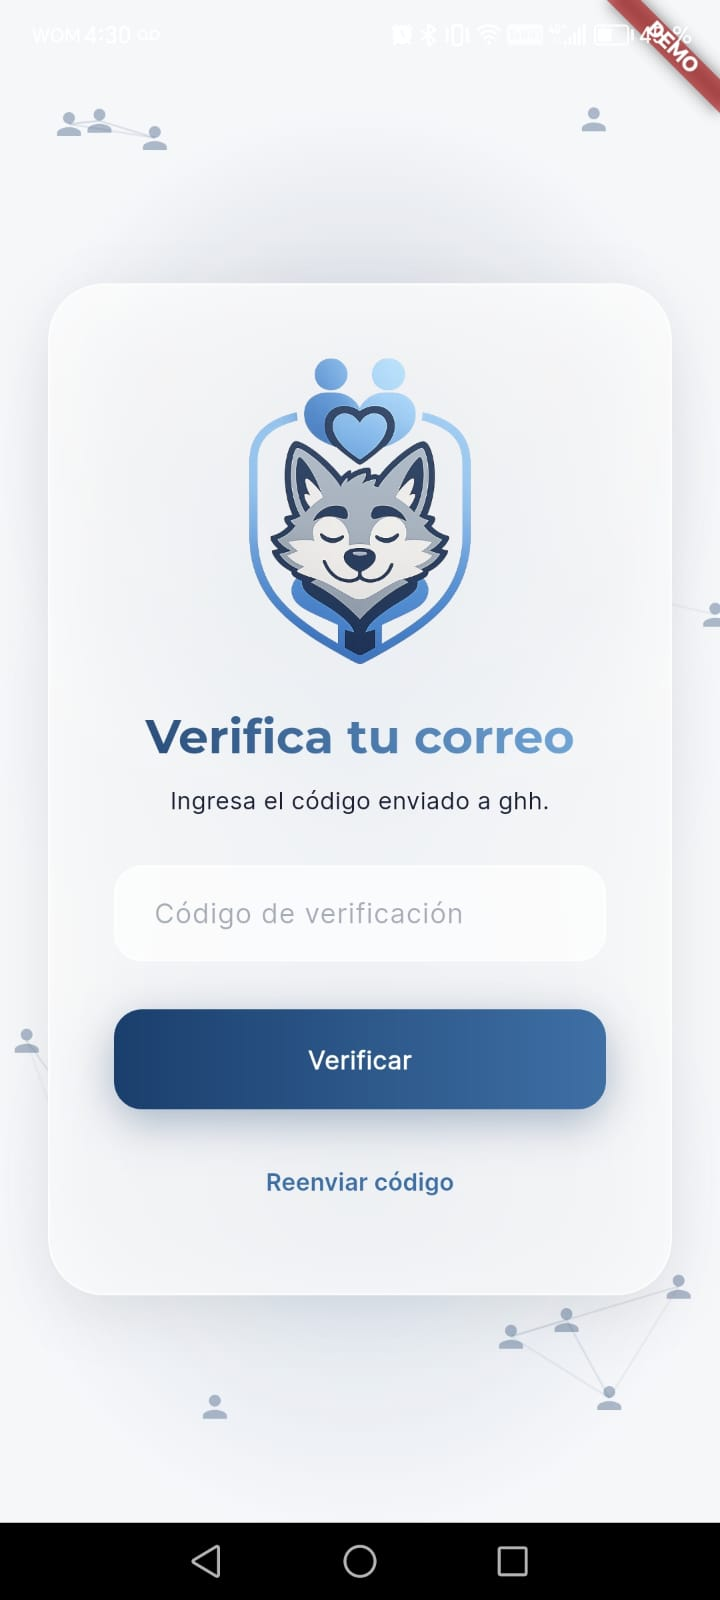 WOM 4:30
DEMO
Verifica tu correo
Ingresa el código enviado a ghh.
Código de verificación
Verificar
Reenviar código